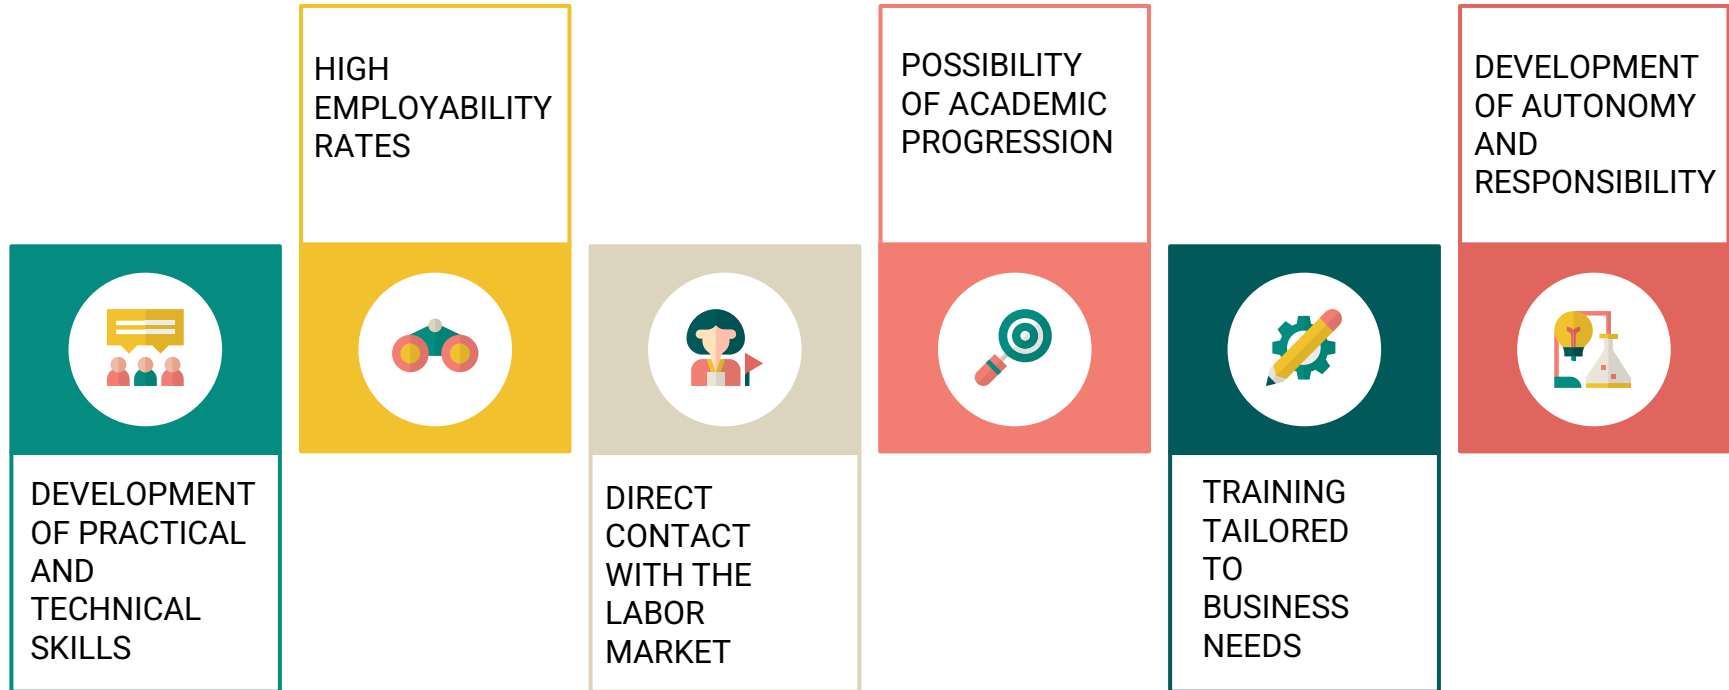 DEVELOPMENT
OF PRACTICAL
AND
TECHNICAL
SKILLS
HIGH
EMPLOYABILITY
RATES
DIRECT
CONTACT
WITH THE
LABOR
MARKET
POSSIBILITY
OF ACADEMIC
PROGRESSION
TRAINING
TAILORED
TO
BUSINESS
NEEDS
DEVELOPMENT
OF AUTONOMY
AND
RESPONSIBILITY